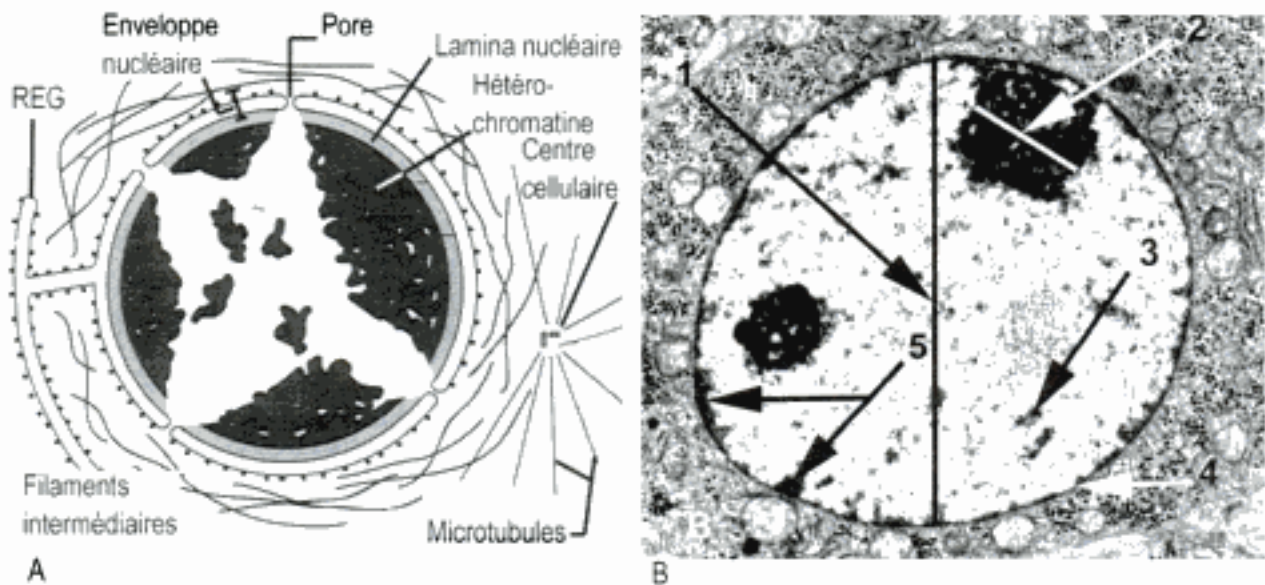 Enveloppe
nucléaire
Pore
Lamina nucléaire
Hétéro-
chromatine
REG
Centre
cellulaire
Filaments
intermédiaires
Microtubules
A
1
2
3
5
4
B